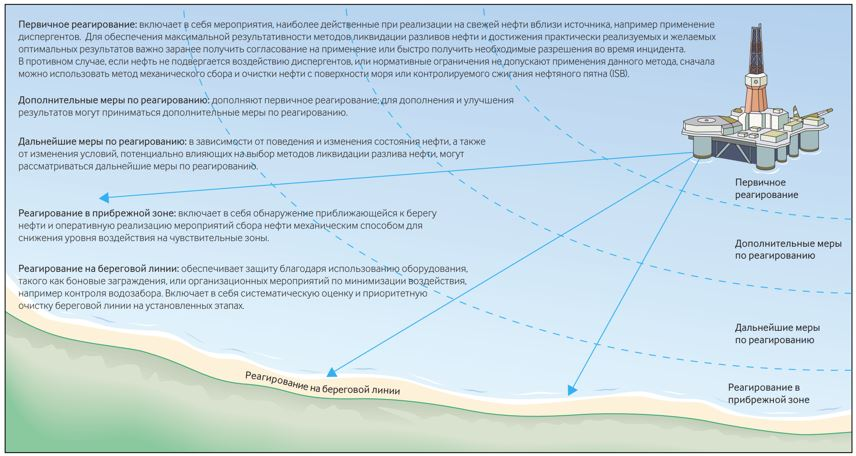 Первичное реагирование: включает в себя мероприятия, наиболее действенные при реализации на свежей нефти вблизи источника, например применение
диспергентов. Для обеспечения максимальной результативности методов ликвидации разливов нефти и достижения практически реализуемых и желаемых
оптимальных результатов важно заранее получить согласование на применение или быстро получить необходимые разрешения во время инцидента.
В противном случае, если нефть не подвергается воздействию диспергентов, или нормативные ограничения не допускают применения данного метода, сначала
можно использовать метод механического сбора и очистки нефти с поверхности моря или контролируемого сжигания нефтяного пятна (ISB).
Дополнительные меры по реагированию: дополняют первичное реагирование; для дополнения и улучшения
результатов могут приниматься дополнительные меры по реагированию.
Дальнейшие меры по реагированию: в зависимости от поведения и изменения состояния нефти, а также
от изменения условий, потенциально влияющих на выбор методов ликвидации разлива нефти, могут
рассматриваться дальнейшие меры по реагированию.
Реагирование в прибрежной зоне: включает в себя обнаружение приближающейся к берегу
нефти и оперативную реализацию мероприятий сбора нефти механическим способом для
снижения уровня воздействия на чувствительные зоны.
Реагирование на береговой линии: обеспечивает защиту благодаря использованию оборудования,
такого как боновые заграждения, или организационных мероприятий по минимизации воздействия,
например контроля водозабора. Включает в себя систематическую оценку и приоритетную
очистку береговой линии на установленных этапах.
Первичное
реагирование
Дополнительные меры
по реагированию
Дальнейшие меры
по реагированию
Реагирование в
прибрежной зоне
Реагирование на береговой линии